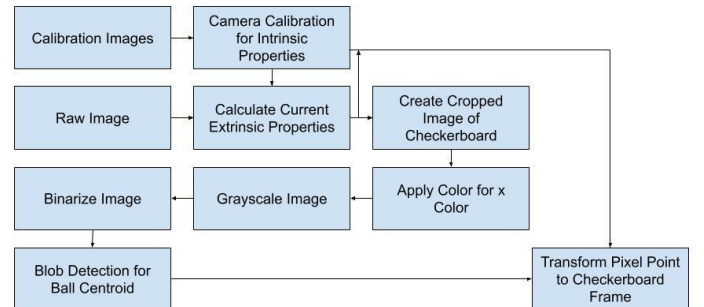 Calibration Images
Camera Calibration
for Intrinsic
Properties
Raw Image
Calculate Current
Extrinsic Properties
Create Cropped
Image of
Checkerboard
Binarize Image
Grayscale Image
Apply Color for x
Color
Blob Detection for
Ball Centroid
Transform Pixel Point
to Checkerboard
Frame